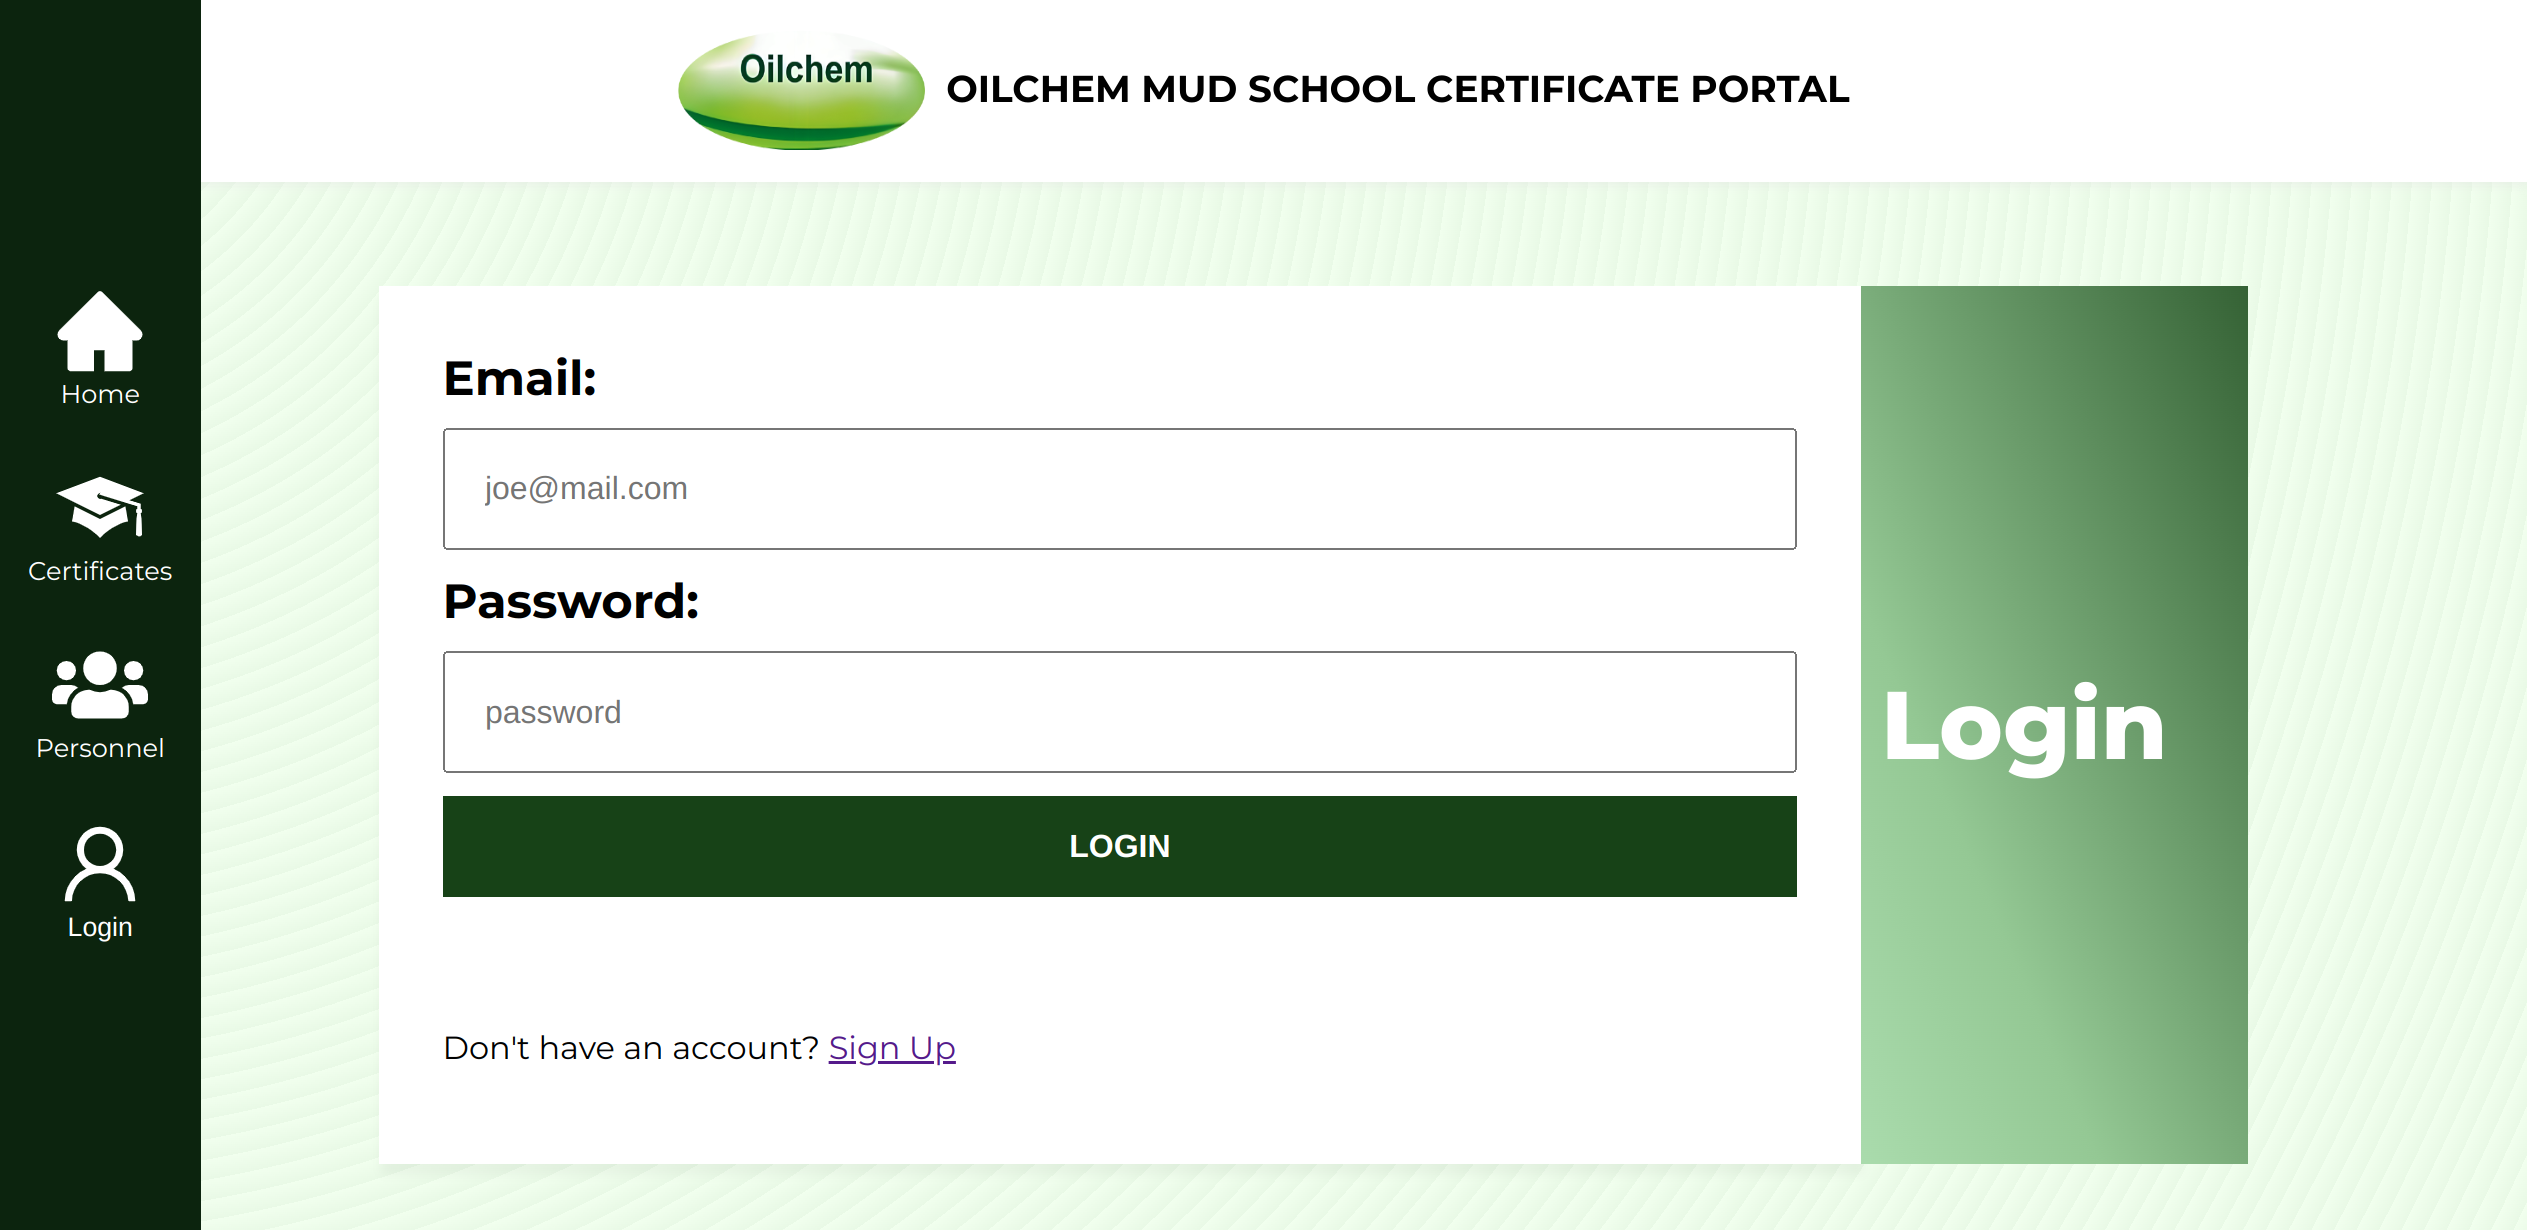 Oilchem
OILCHEM MUD SCHOOL CERTIFICATE PORTAL
Home
Certificates
Personnel
Login
Email:
joe@mail.com
Password:
password
LOGIN
Don't have an account? Sign Up
Login